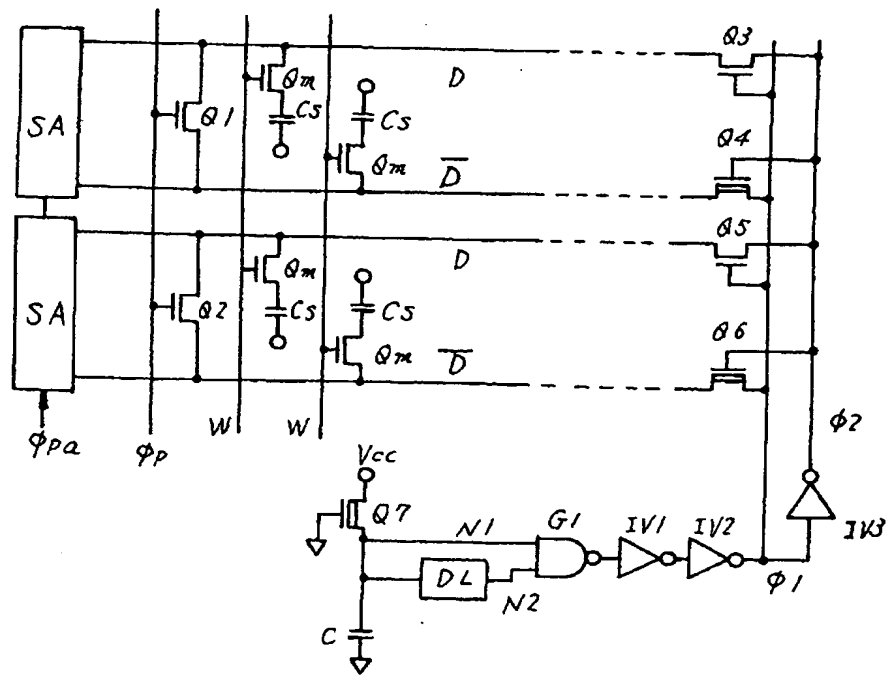 Q3
SA
Qm
D
Cs
Q1
Cs
Q4
Qm
D̅
Q5
Qm
D
SA
Cs
Q2
Cs
Q6
Qm
D̅
φpa
φp
W
W
φ2
Vcc
Q7
N1
G1
IV1
IV2
IV3
DL
N2
φ1
C